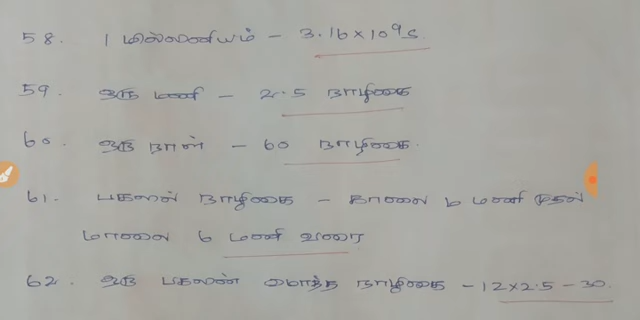 58. 1 மில்லணியம் - 3.16×10⁹s.
59. ஒரு மணி - 2.5 நாழிகை
60. ஒரு நாள் - 60 நாழிகை.
61. பகலின் நாழிகை - காலை 6 மணி முதல்
மாலை 6 மணி வரை
62. ஒரு பகலின் மொத்த நாழிகை - 12×2.5 - 30.